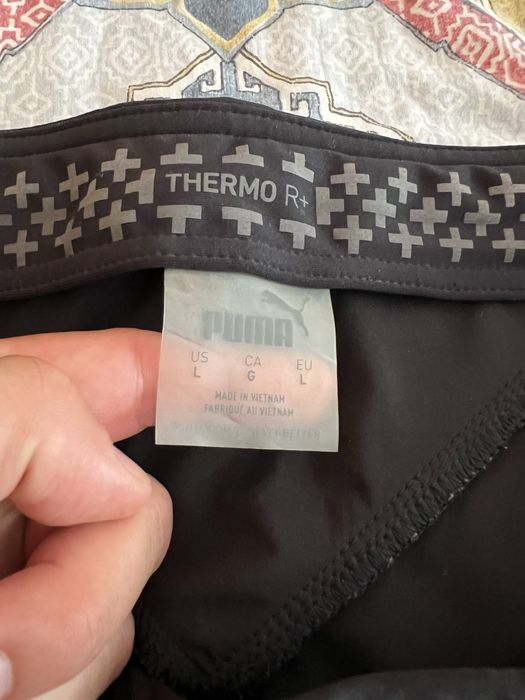 THERMO R+
PUMA
US CA EU
L G L
MADE IN VIETNAM
FABRIQUÉ AU VIETNAM